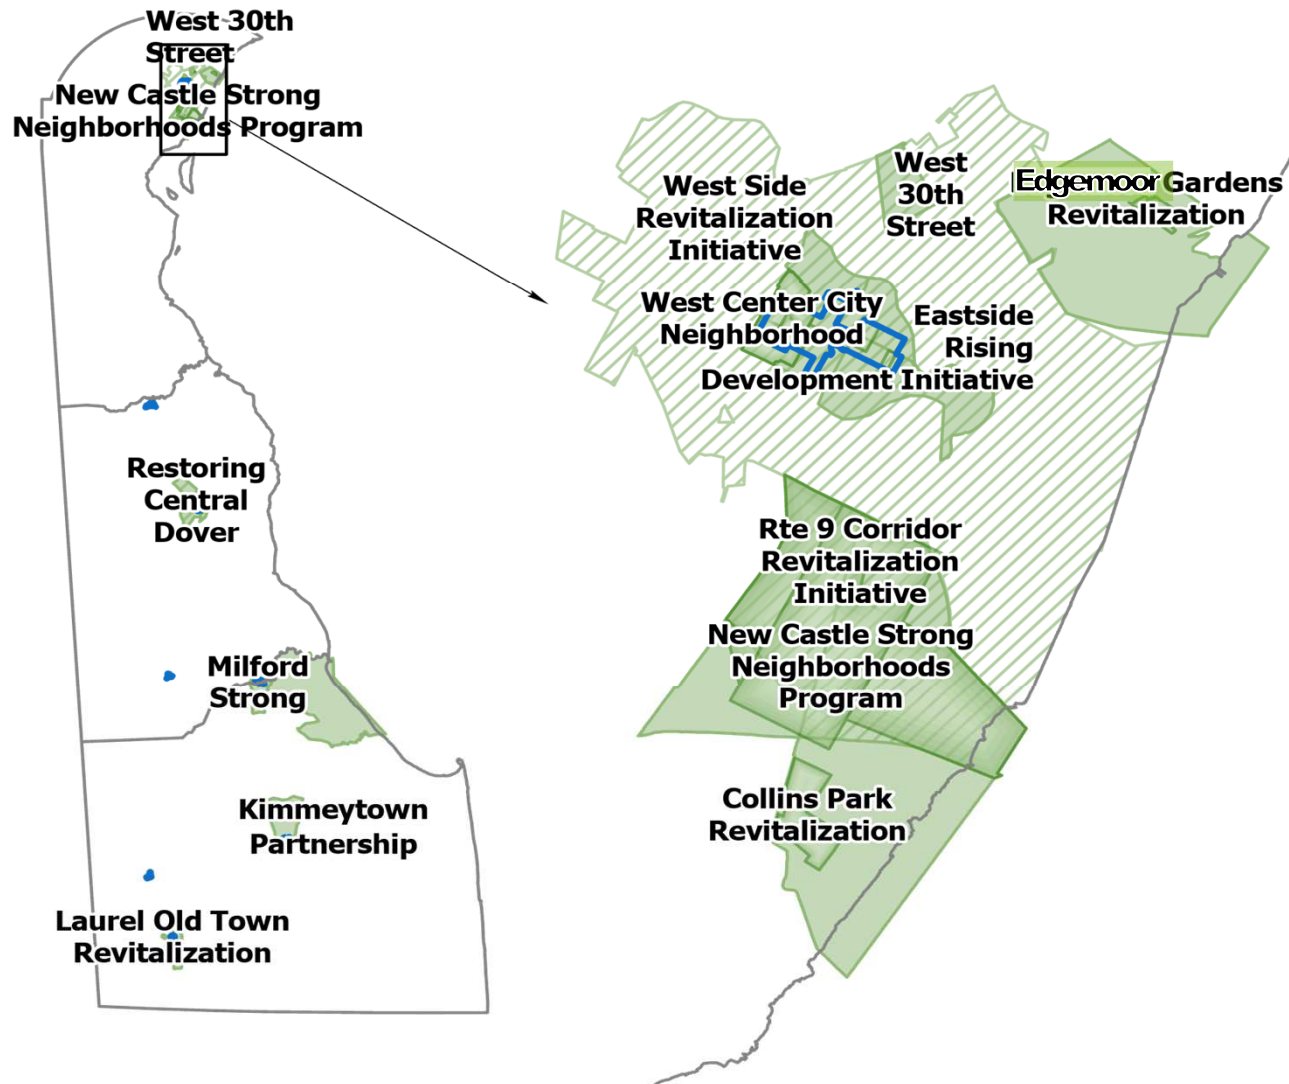 West 30th
Street
New Castle Strong
Neighborhoods Program
Restoring
Central
Dover
Milford
Strong
Kimmeytown
Partnership
Laurel Old Town
Revitalization
West Side
Revitalization
Initiative
West
30th
Street
Edgemoor Gardens
Revitalization
West Center City
Neighborhood
Eastside
Rising
Development Initiative
Rte 9 Corridor
Revitalization
Initiative
New Castle Strong
Neighborhoods
Program
Collins Park
Revitalization